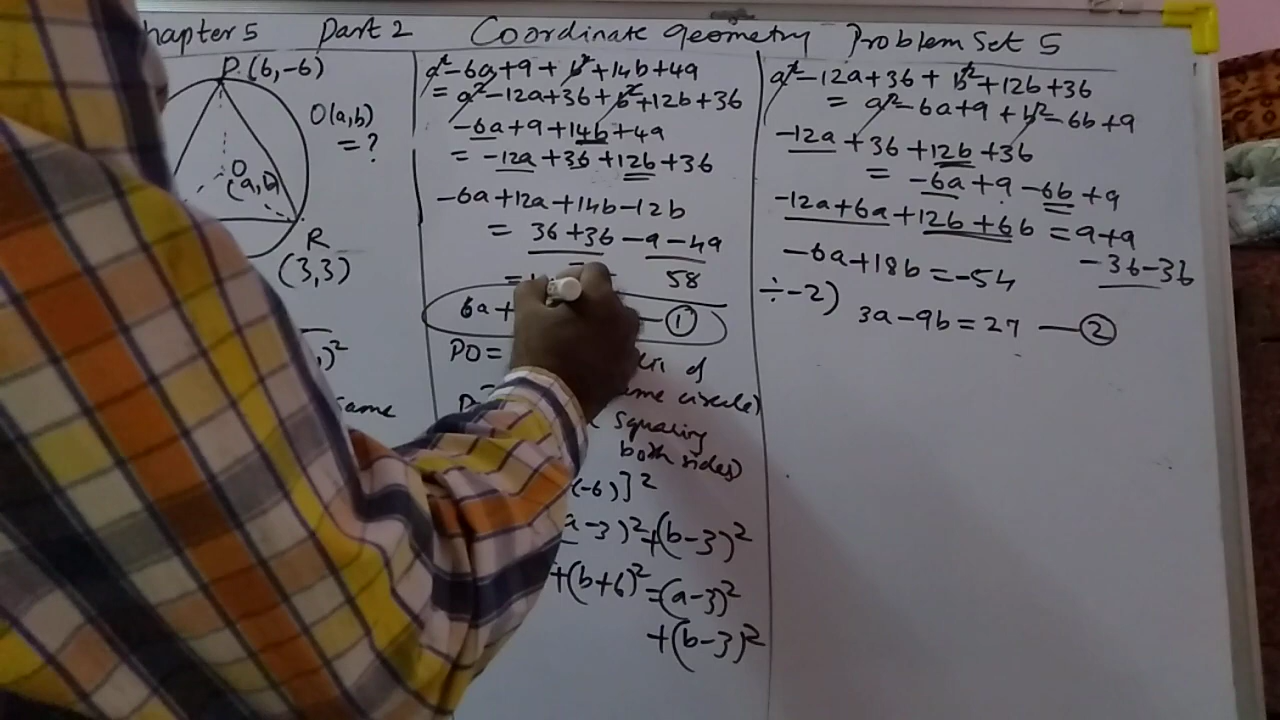 hapter 5 Part 2 Coordinate geometry Problem Set 5
P (6,-6)
O(a,b)
= ?
O
R
(3,3)
)²
same
a²-6a+9 + b²+14b+49
= a²-12a+36+b²+12b+36
-6a+9+14b+49
= -12a+36+12b+36
-6a+12a+14b-12b
= 36+36-9-49
58
6a+ — ①
PO=
of
circle)
Squaring
both sides)
(-6)]²
a-3)²+(b-3)²
+(b+6)²=(a-3)²
+(b-3)²
a²-12a+36+b²+12b+36
= a²-6a+9+b²-6b+9
-12a+36+12b+36
= -6a+9-6b+9
-12a+6a+12b+6b=9+9
-36-36
-6a+18b=-54
÷-2)
3a-9b=27 — ②